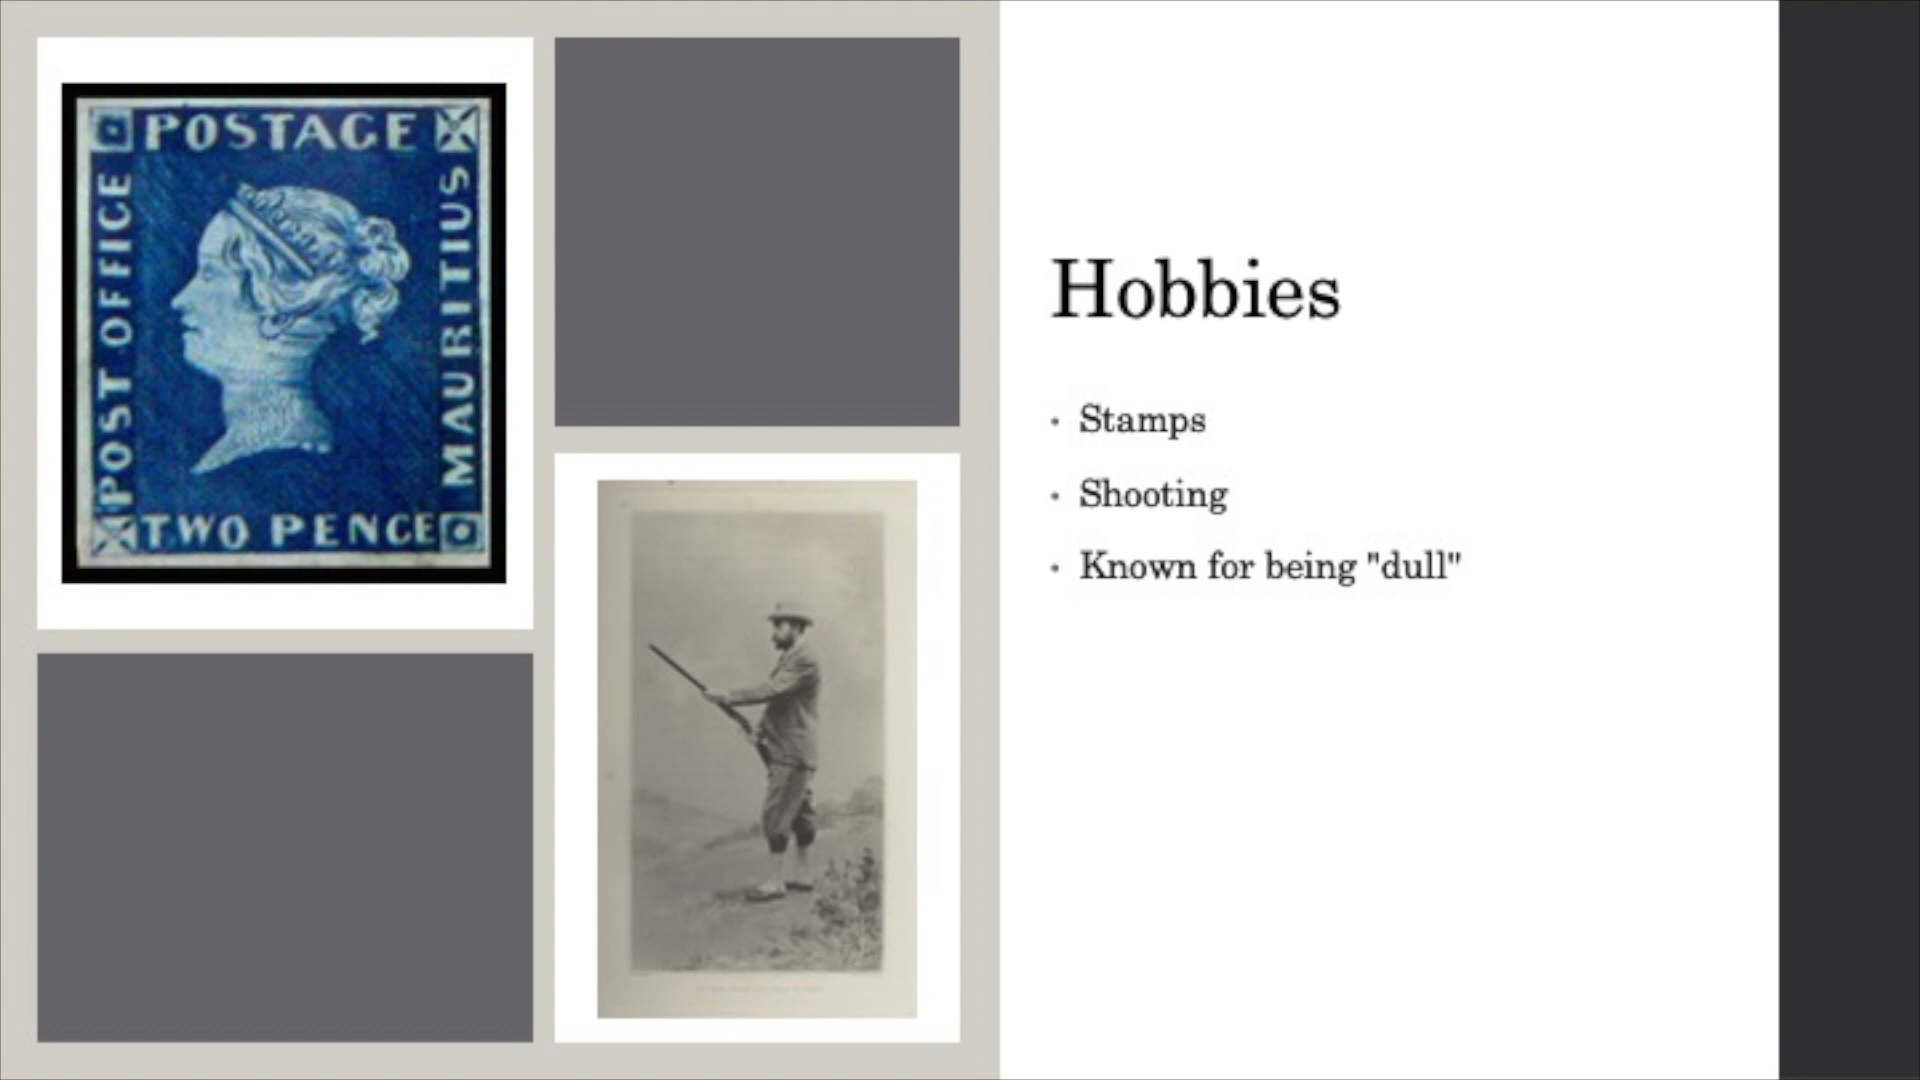 POSTAGE
POST OFFICE
MAURITIUS
TWO PENCE
Hobbies
• Stamps
• Shooting
• Known for being "dull"